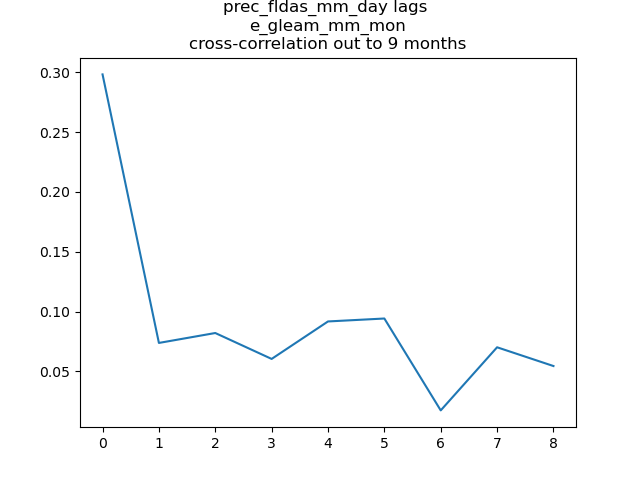 prec_fldas_mm_day lags
e_gleam_mm_mon
cross-correlation out to 9 months
0.30
0.25
0.20
0.15
0.10
0.05
0 1 2 3 4 5 6 7 8